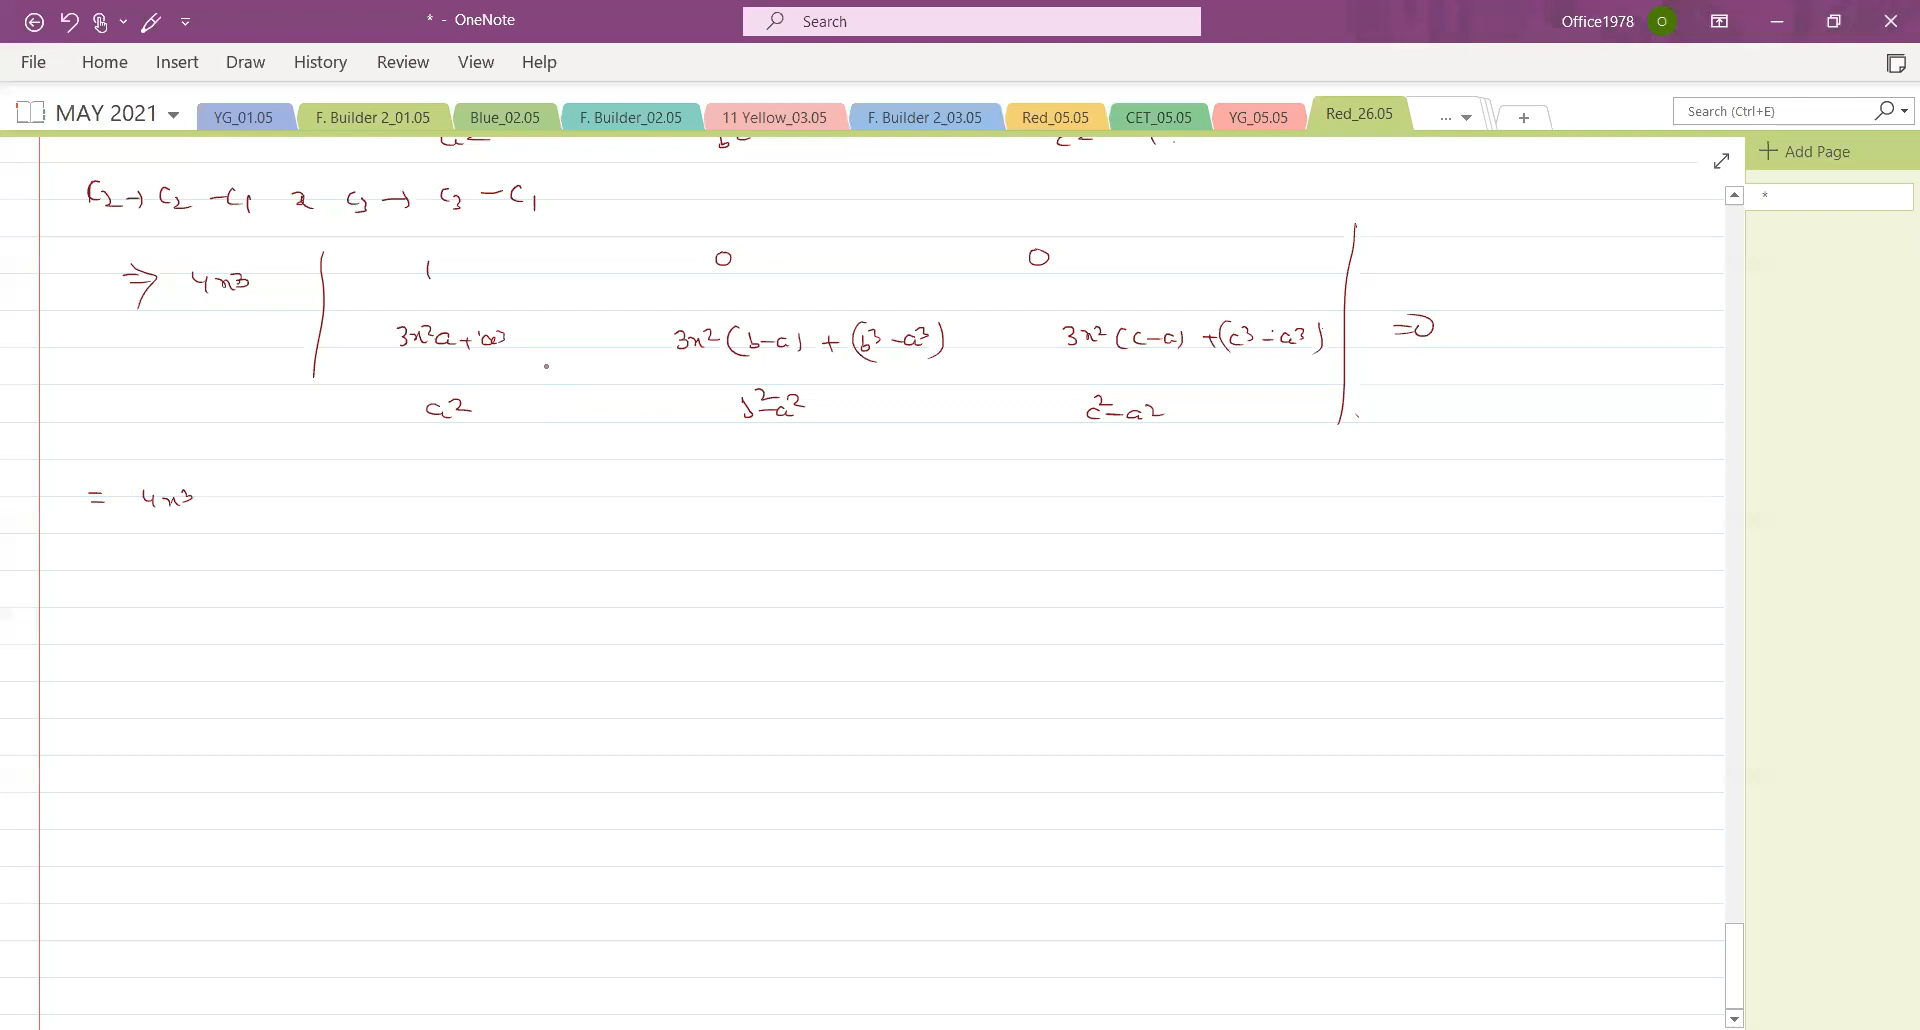 * - OneNote
Search
Office1978
O
File Home Insert Draw History Review View Help
MAY 2021
YG_01.05 F. Builder 2_01.05 Blue_02.05 F. Builder_02.05 11 Yellow_03.05 F. Builder 2_03.05 Red_05.05 CET_05.05 YG_05.05 Red_26.05 ... +
Search (Ctrl+E)
+ Add Page
*
C₂ → C₂ - C₁ & C₃ → C₃ - C₁
1 0 0
⇒ 4x³
3x²a + a³ 3x²(b-a) + (b³-a³) 3x²(c-a) + (c³-a³) = 0
a² b²-a² c²-a²
= 4x³